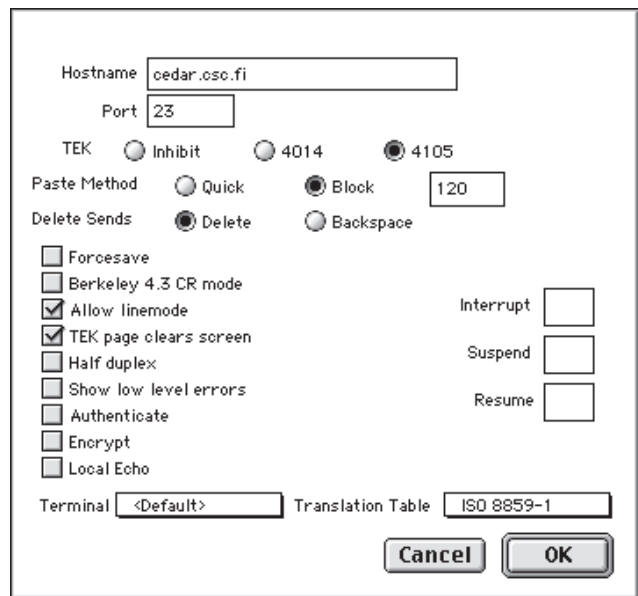 Hostname cedar.csc.fi
Port 23
TEK Inhibit 4014 4105
Paste Method Quick Block 120
Delete Sends Delete Backspace
Forcesave
Berkeley 4.3 CR mode
Allow linemode
Interrupt
TEK page clears screen
Half duplex
Suspend
Show low level errors
Resume
Authenticate
Encrypt
Local Echo
Terminal <Default> Translation Table ISO 8859-1
Cancel OK